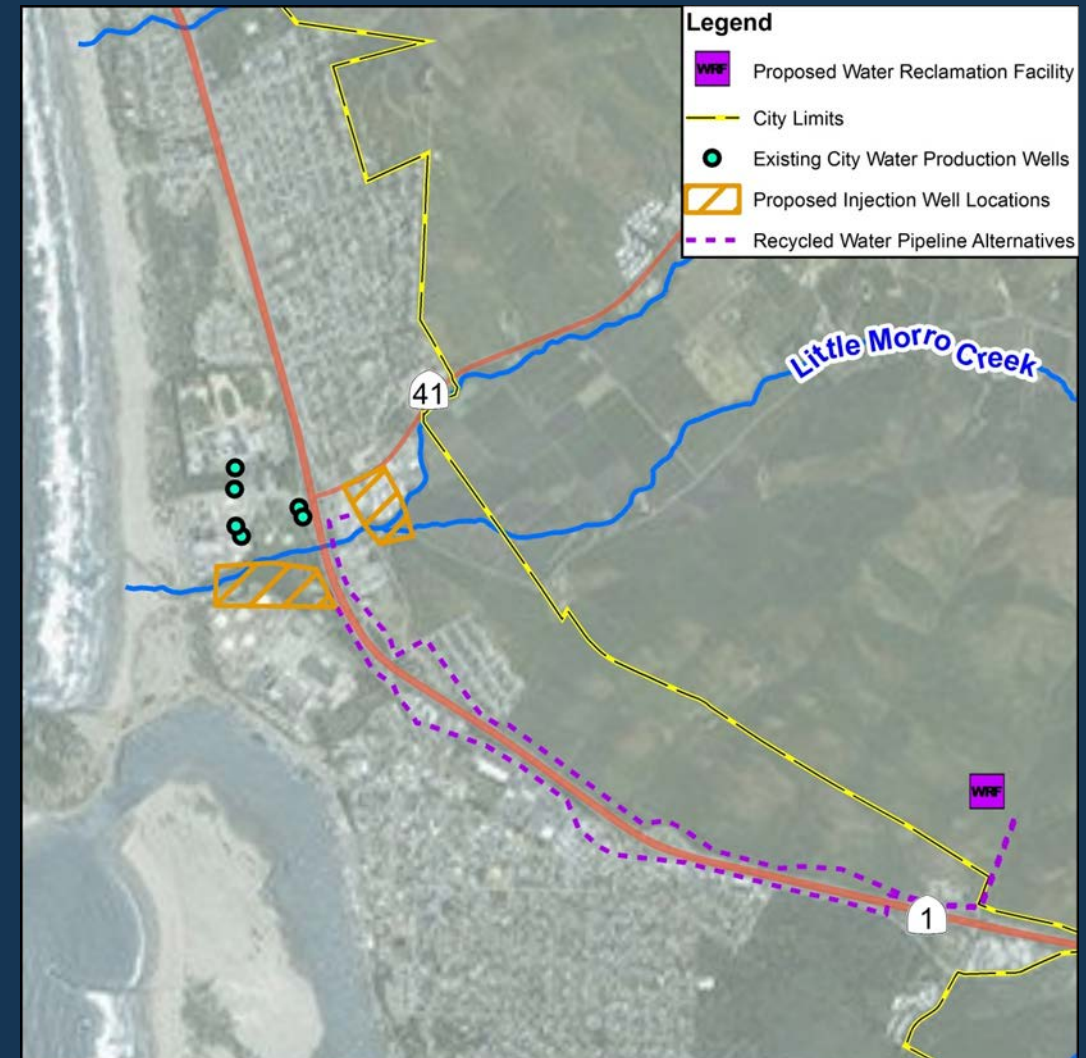 Legend
WRF Proposed Water Reclamation Facility
City Limits
Existing City Water Production Wells
Proposed Injection Well Locations
Recycled Water Pipeline Alternatives
Little Morro Creek
41
WRF
1